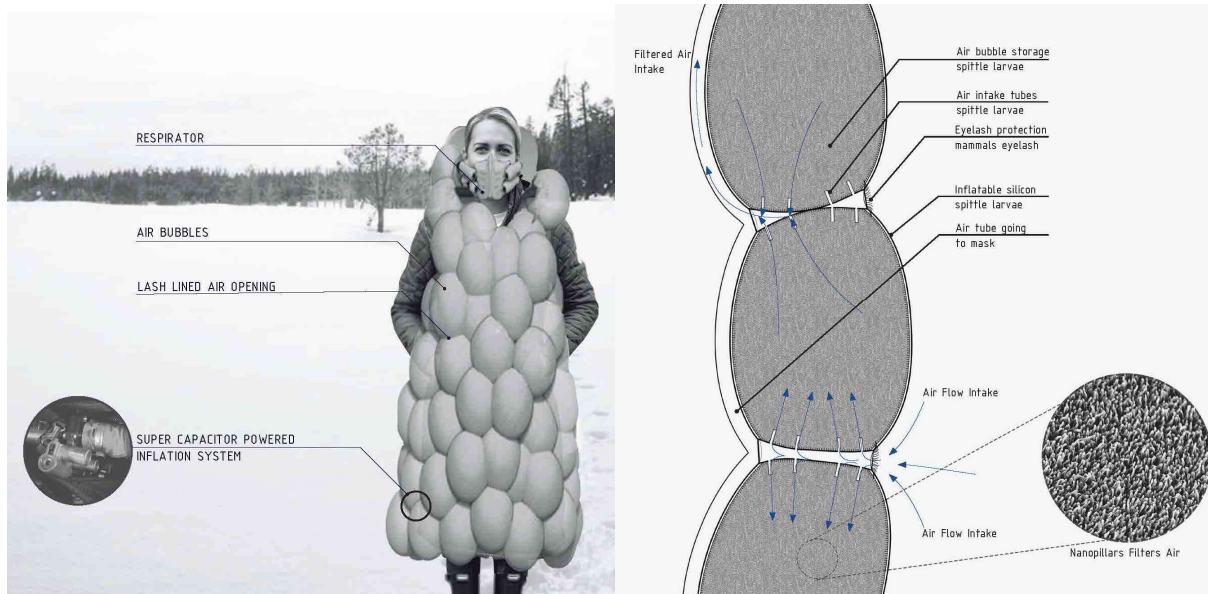 RESPIRATOR
AIR BUBBLES
LASH LINED AIR OPENING
SUPER CAPACITOR POWERED
INFLATION SYSTEM
Filtered Air
Intake
Air bubble storage
spittle larvae
Air intake tubes
spittle larvae
Eyelash protection
mammals eyelash
Inflatable silicon
spittle larvae
Air tube going
to mask
Air Flow Intake
Air Flow Intake
Nanopillars Filters Air